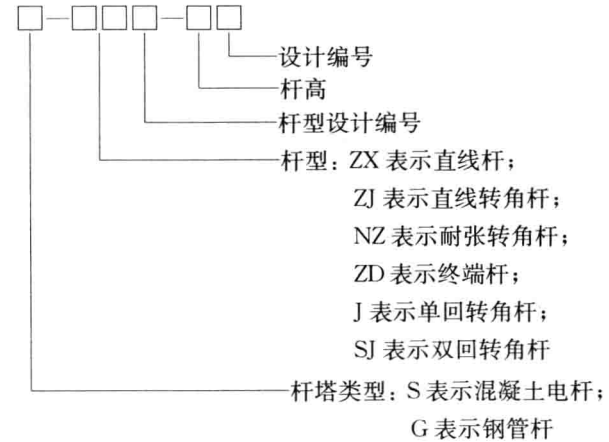 设计编号
杆高
杆型设计编号
杆型：ZX 表示直线杆；
ZJ 表示直线转角杆；
NZ 表示耐张转角杆；
ZD 表示终端杆；
J 表示单回转角杆；
SJ 表示双回转角杆
杆塔类型：S 表示混凝土电杆；
G 表示钢管杆